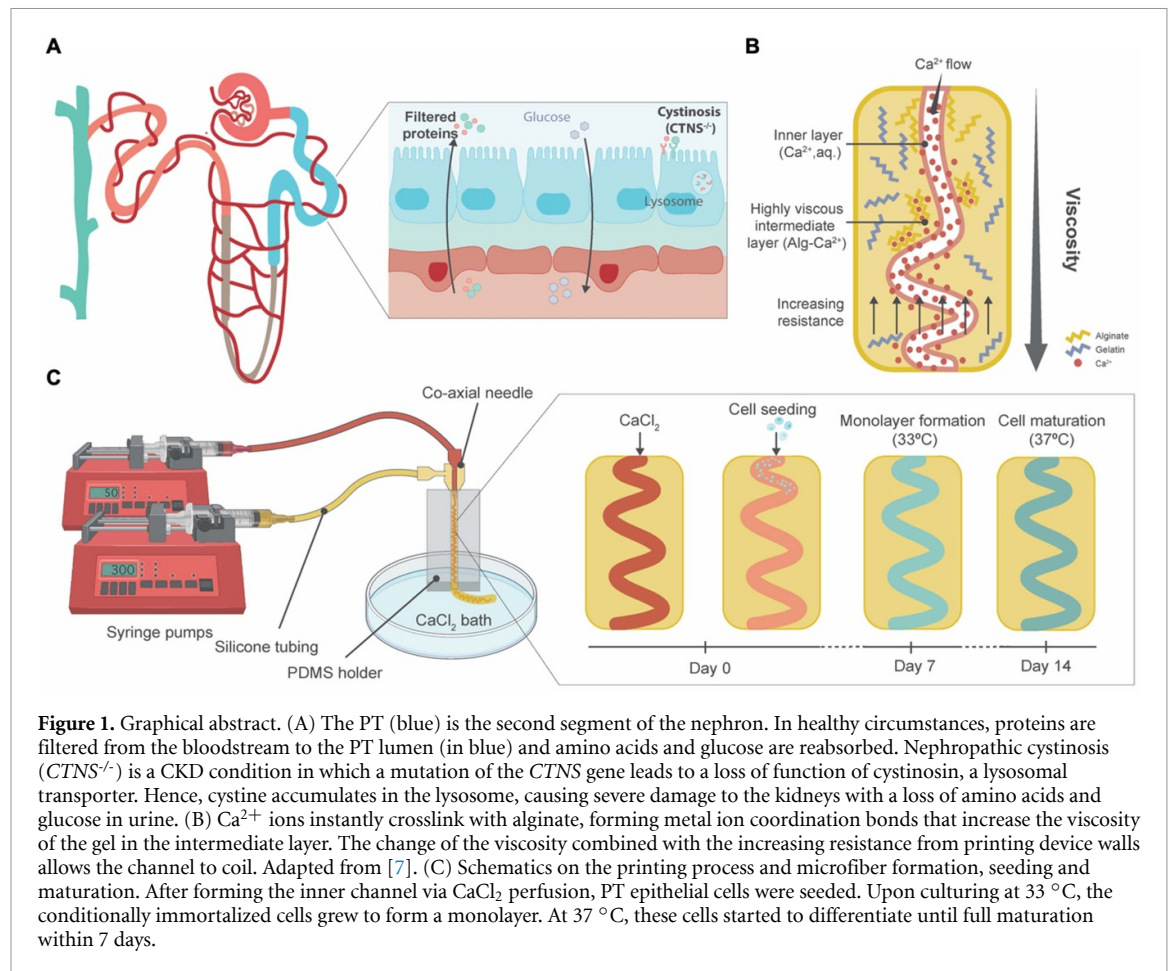 A
Filtered
proteins
Glucose
Cystinosis
(CTNS-/-)
Lysosome
B
Ca2+ flow
Inner layer
(Ca2+,aq.)
Highly viscous
intermediate
layer (Alg-Ca2+)
Increasing
resistance
Viscosity
Alginate
Gelatin
Ca2+
C
Co-axial needle
50
300
Syringe pumps
Silicone tubing
PDMS holder
CaCl2 bath
CaCl2
Cell seeding
Monolayer formation
(33ºC)
Cell maturation
(37ºC)
Day 0
Day 7
Day 14
Figure 1. Graphical abstract. (A) The PT (blue) is the second segment of the nephron. In healthy circumstances, proteins are
filtered from the bloodstream to the PT lumen (in blue) and amino acids and glucose are reabsorbed. Nephropathic cystinosis
(CTNS-/-) is a CKD condition in which a mutation of the CTNS gene leads to a loss of function of cystinosin, a lysosomal
transporter. Hence, cystine accumulates in the lysosome, causing severe damage to the kidneys with a loss of amino acids and
glucose in urine. (B) Ca2+ ions instantly crosslink with alginate, forming metal ion coordination bonds that increase the viscosity
of the gel in the intermediate layer. The change of the viscosity combined with the increasing resistance from printing device walls
allows the channel to coil. Adapted from [7]. (C) Schematics on the printing process and microfiber formation, seeding and
maturation. After forming the inner channel via CaCl2 perfusion, PT epithelial cells were seeded. Upon culturing at 33 °C, the
conditionally immortalized cells grew to form a monolayer. At 37 °C, these cells started to differentiate until full maturation
within 7 days.